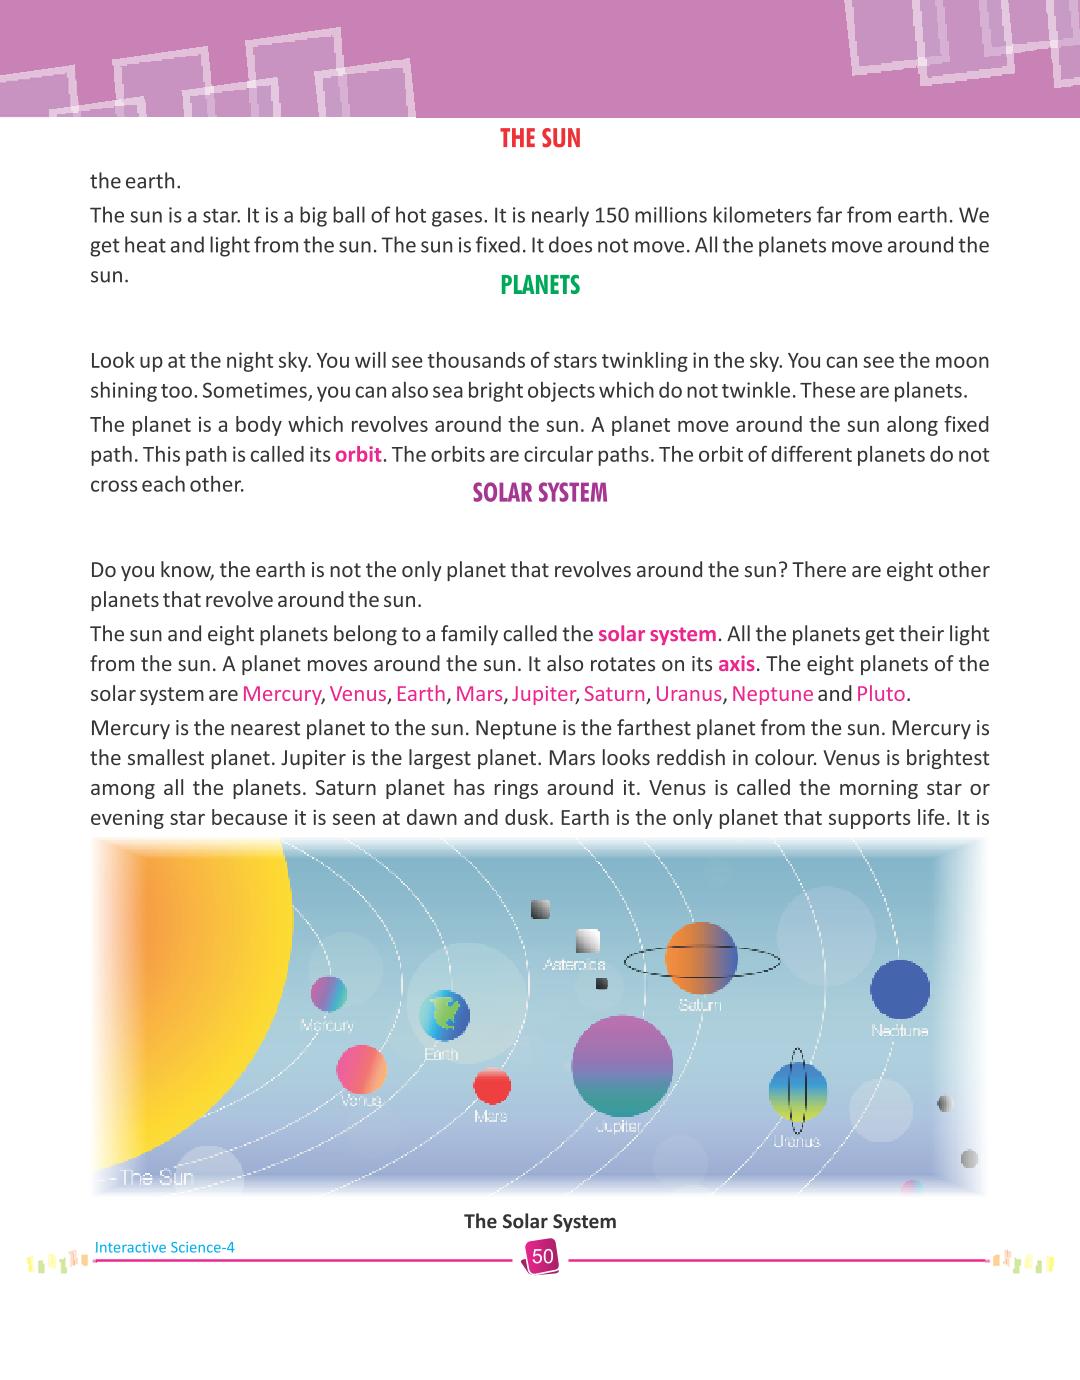 THE SUN
the earth.
The sun is a star. It is a big ball of hot gases. It is nearly 150 millions kilometers far from earth. We
get heat and light from the sun. The sun is fixed. It does not move. All the planets move around the
sun.
PLANETS
Look up at the night sky. You will see thousands of stars twinkling in the sky. You can see the moon
shining too. Sometimes, you can also sea bright objects which do not twinkle. These are planets.
The planet is a body which revolves around the sun. A planet move around the sun along fixed
path. This path is called its orbit. The orbits are circular paths. The orbit of different planets do not
cross each other.
SOLAR SYSTEM
Do you know, the earth is not the only planet that revolves around the sun? There are eight other
planets that revolve around the sun.
The sun and eight planets belong to a family called the solar system. All the planets get their light
from the sun. A planet moves around the sun. It also rotates on its axis. The eight planets of the
solar system are Mercury, Venus, Earth, Mars, Jupiter, Saturn, Uranus, Neptune and Pluto.
Mercury is the nearest planet to the sun. Neptune is the farthest planet from the sun. Mercury is
the smallest planet. Jupiter is the largest planet. Mars looks reddish in colour. Venus is brightest
among all the planets. Saturn planet has rings around it. Venus is called the morning star or
evening star because it is seen at dawn and dusk. Earth is the only planet that supports life. It is
Asteroids
Saturn
Mercury
Neptune
Earth
Venus
Mars
Jupiter
Uranus
The Sun
The Solar System
Interactive Science-4
50